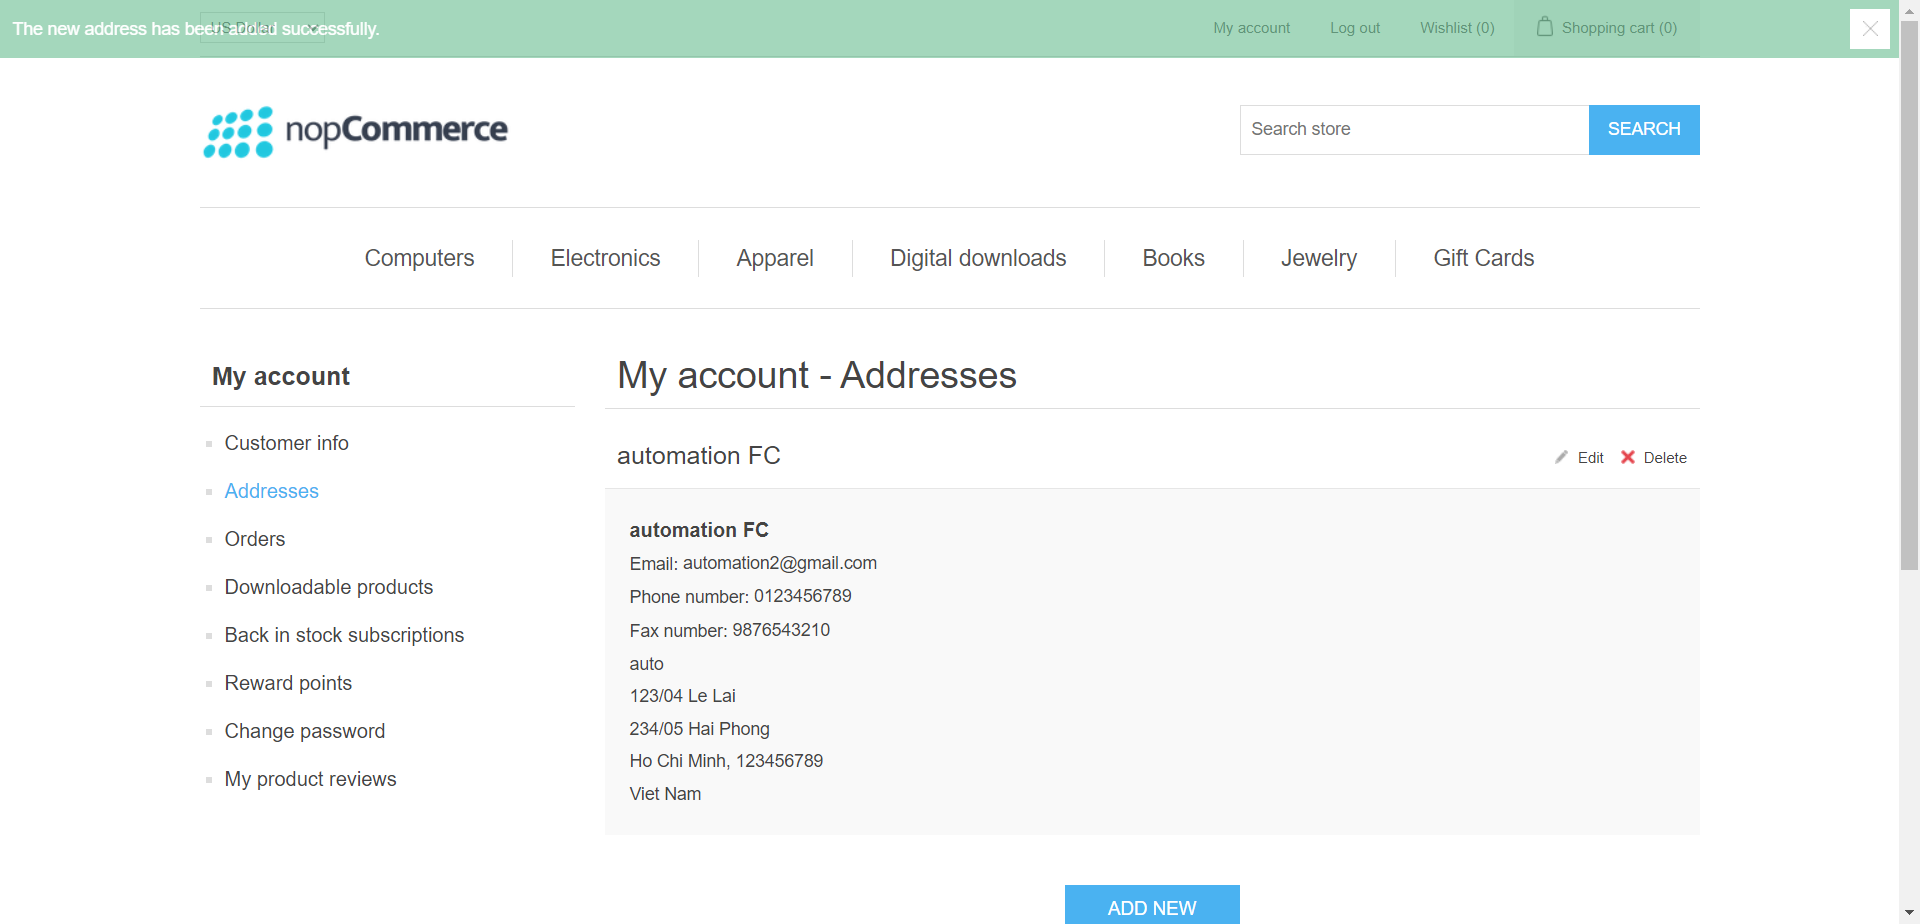 The new address has been added successfully.
US Dollar
My account
Log out
Wishlist (0)
Shopping cart (0)
nopCommerce
Search store
SEARCH
Computers
Electronics
Apparel
Digital downloads
Books
Jewelry
Gift Cards
My account
Customer info
Addresses
Orders
Downloadable products
Back in stock subscriptions
Reward points
Change password
My product reviews
My account - Addresses
automation FC
Edit
Delete
automation FC
Email: automation2@gmail.com
Phone number: 0123456789
Fax number: 9876543210
auto
123/04 Le Lai
234/05 Hai Phong
Ho Chi Minh, 123456789
Viet Nam
ADD NEW